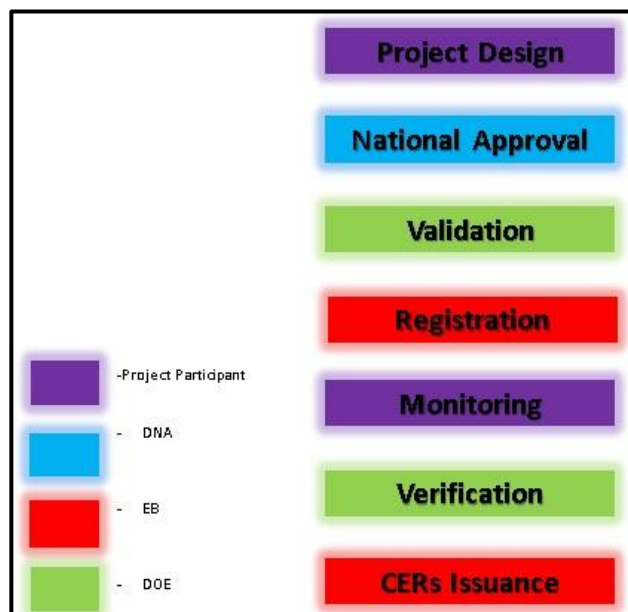 Project Design
National Approval
Validation
Registration
Monitoring
Verification
CERs Issuance
-Project Participant
- DNA
- EB
- DOE